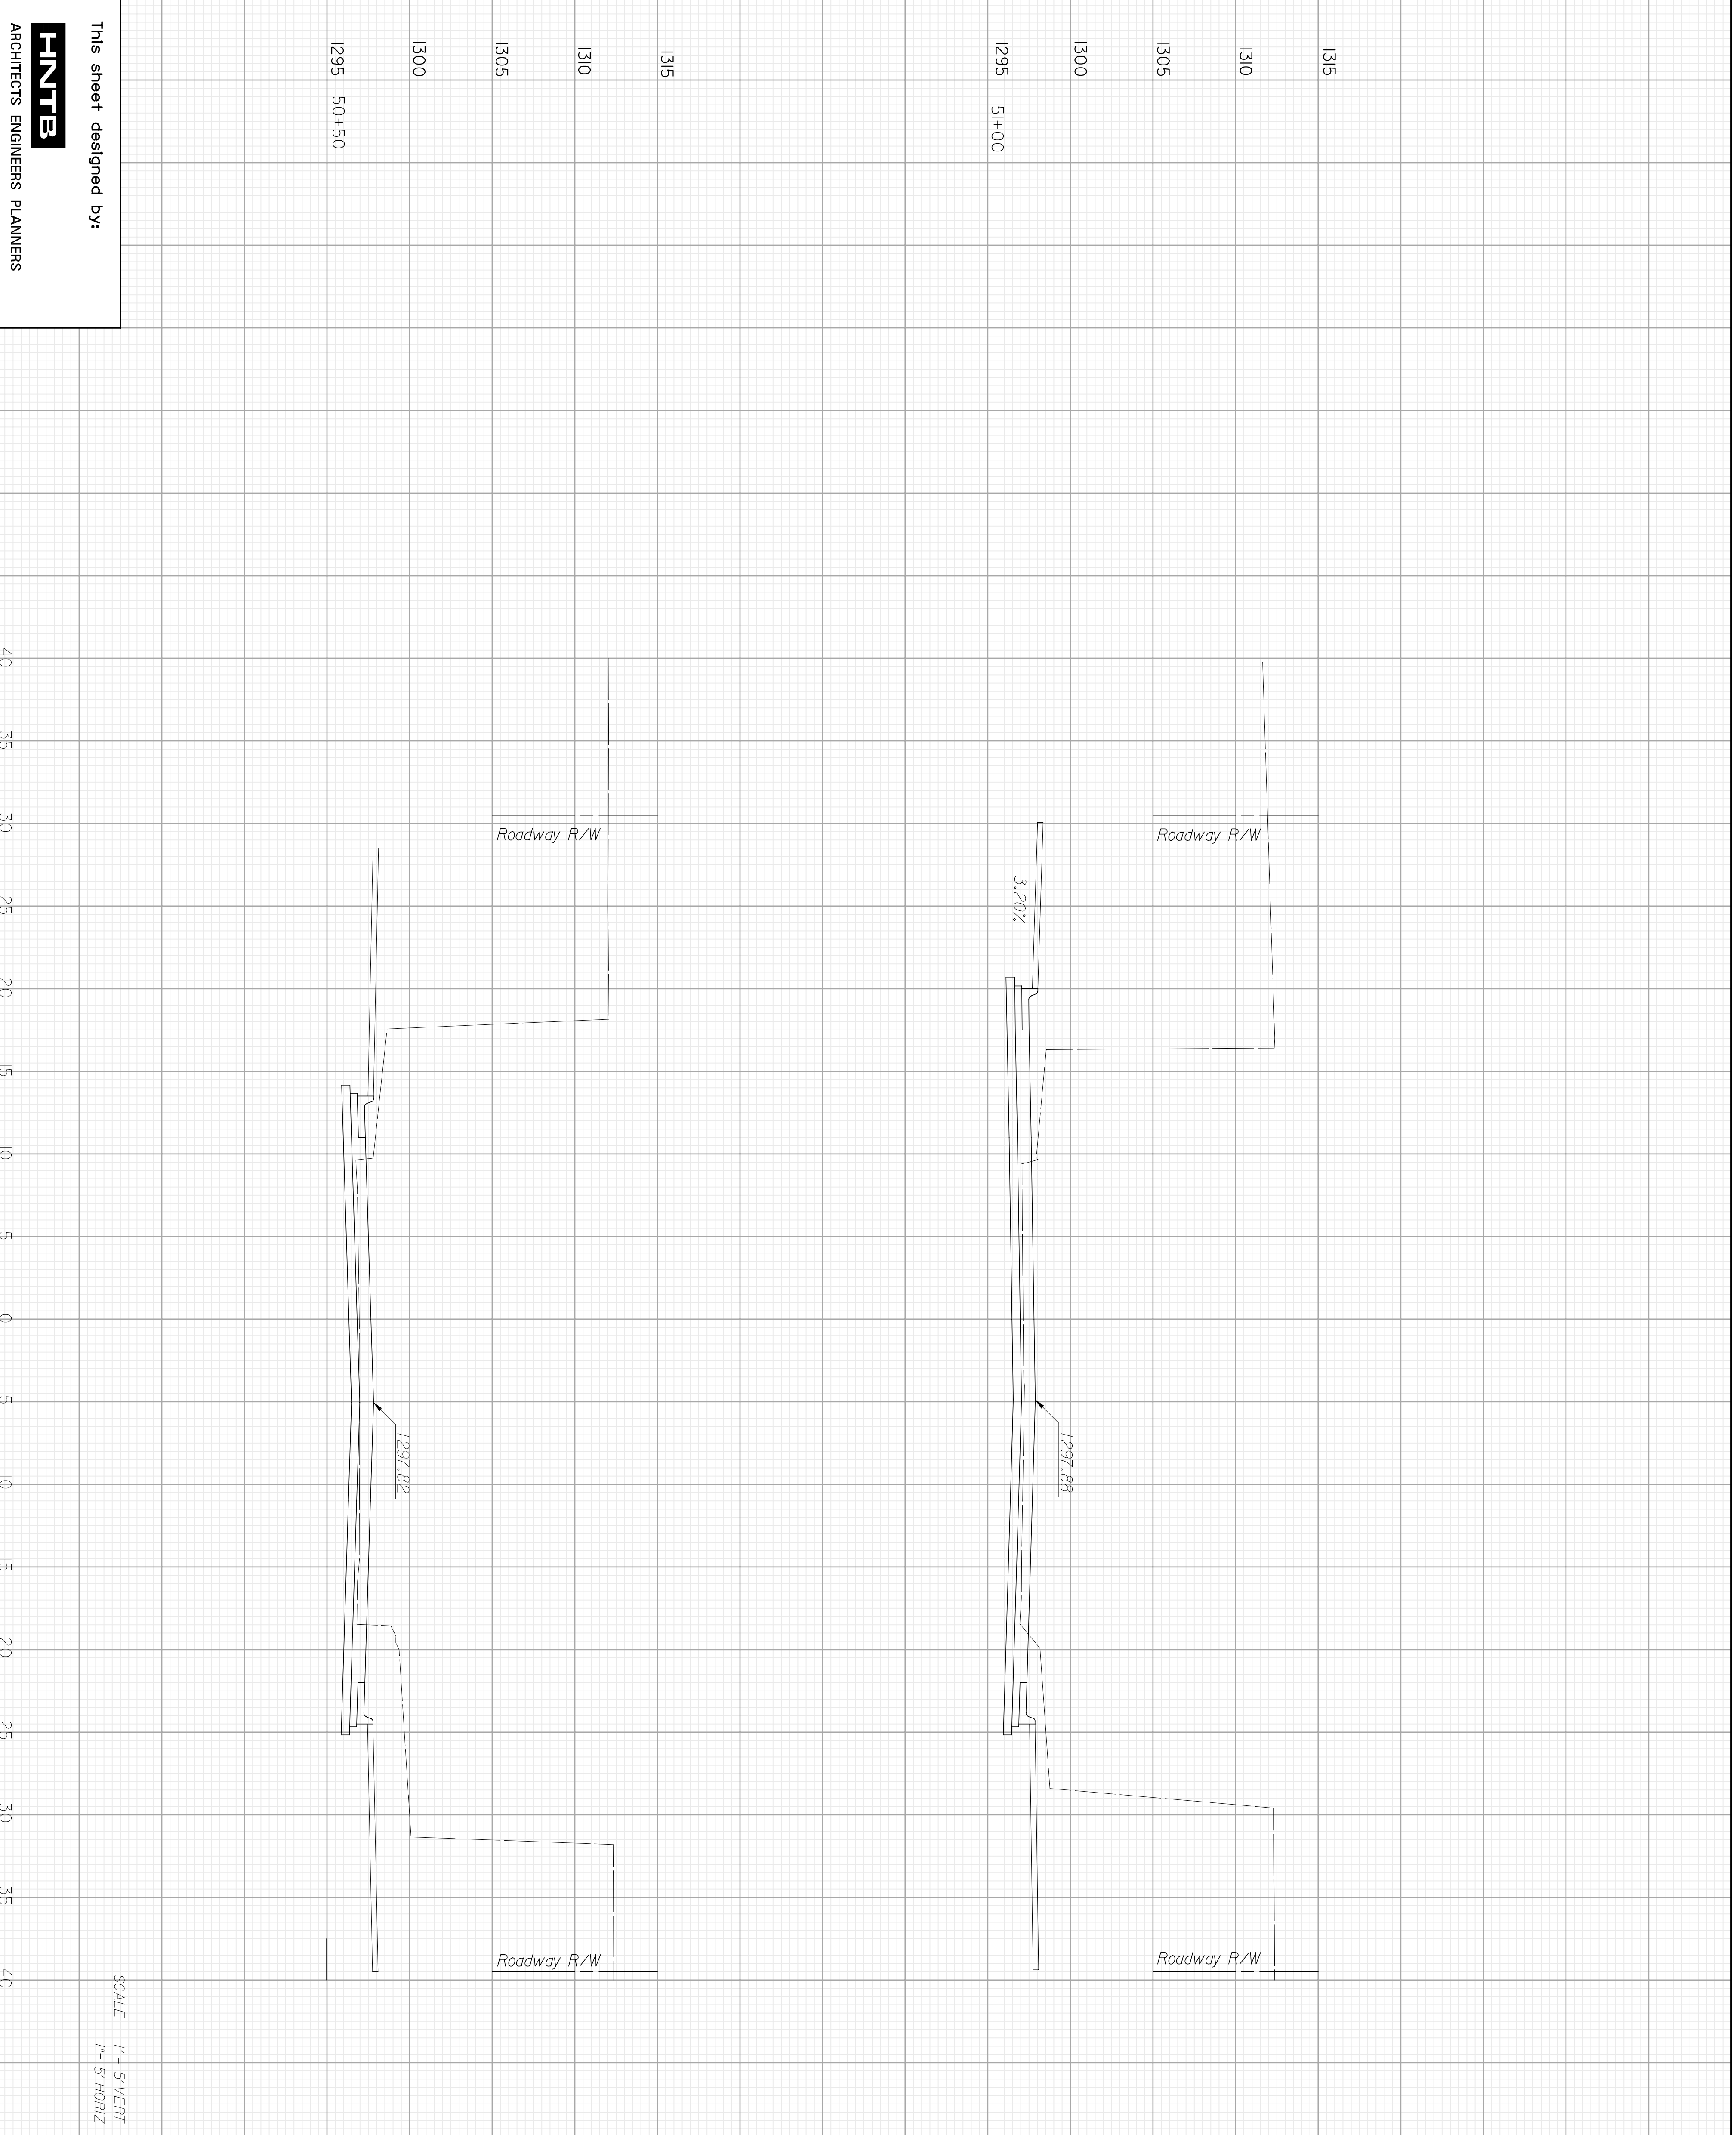 1315
1310
1305
1300
1295
51+00
Roadway R/W
Roadway R/W
3.20%
1297.88
1315
1310
1305
1300
1295
50+50
Roadway R/W
Roadway R/W
1297.82
This sheet designed by:
HNTB
ARCHITECTS ENGINEERS PLANNERS
SCALE 1' = 5' VERT
1"= 5' HORIZ
40 35 30 25 20 15 10 5 0 5 10 15 20 25 30 35 40